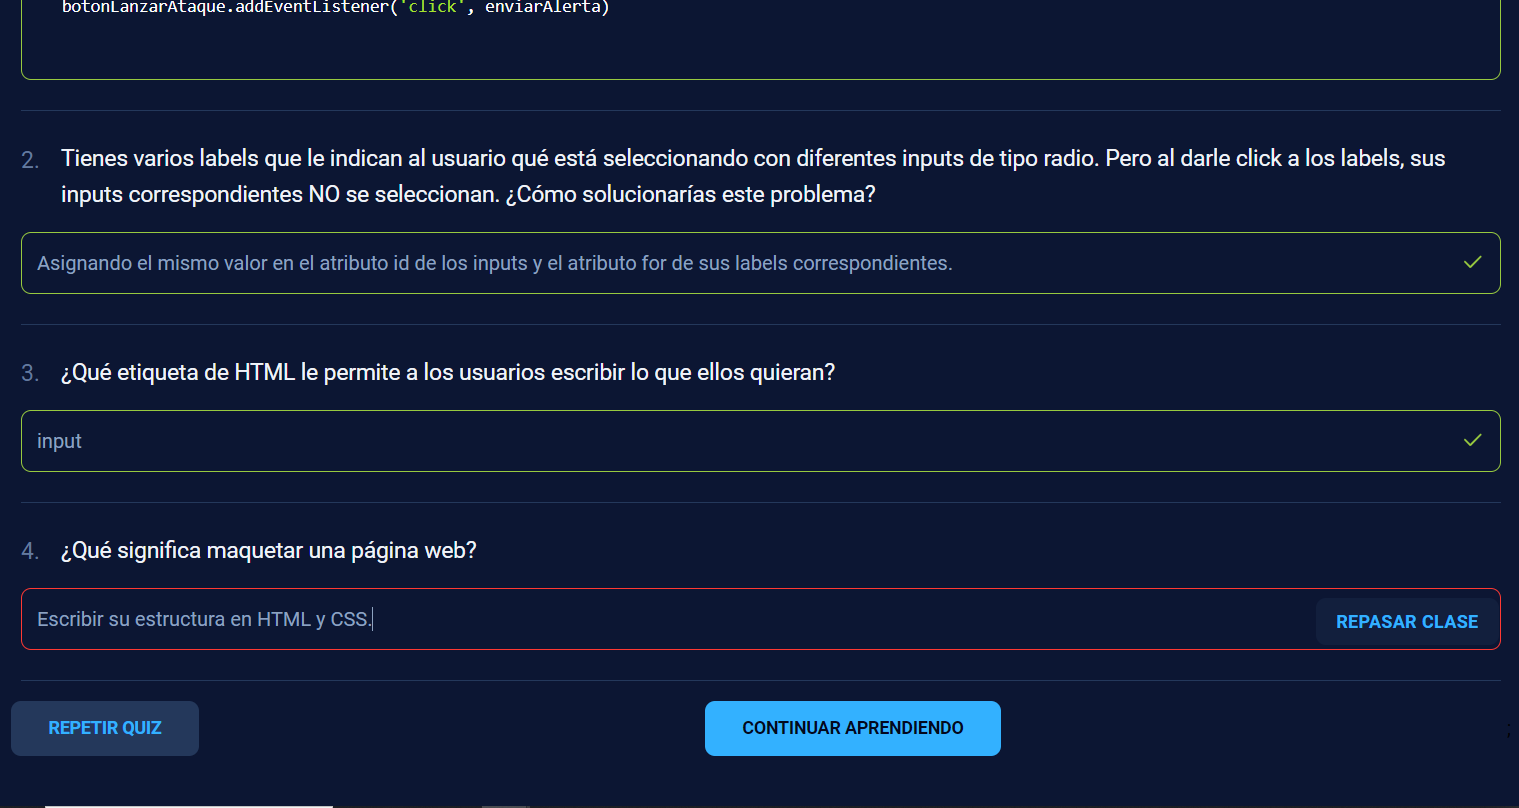 botonLanzarAtaque.addEventListener('click', enviarAlerta)
2. Tienes varios labels que le indican al usuario qué está seleccionando con diferentes inputs de tipo radio. Pero al darle click a los labels, sus
inputs correspondientes NO se seleccionan. ¿Cómo solucionarías este problema?
Asignando el mismo valor en el atributo id de los inputs y el atributo for de sus labels correspondientes.
3. ¿Qué etiqueta de HTML le permite a los usuarios escribir lo que ellos quieran?
input
4. ¿Qué significa maquetar una página web?
Escribir su estructura en HTML y CSS.
REPASAR CLASE
REPETIR QUIZ
CONTINUAR APRENDIENDO